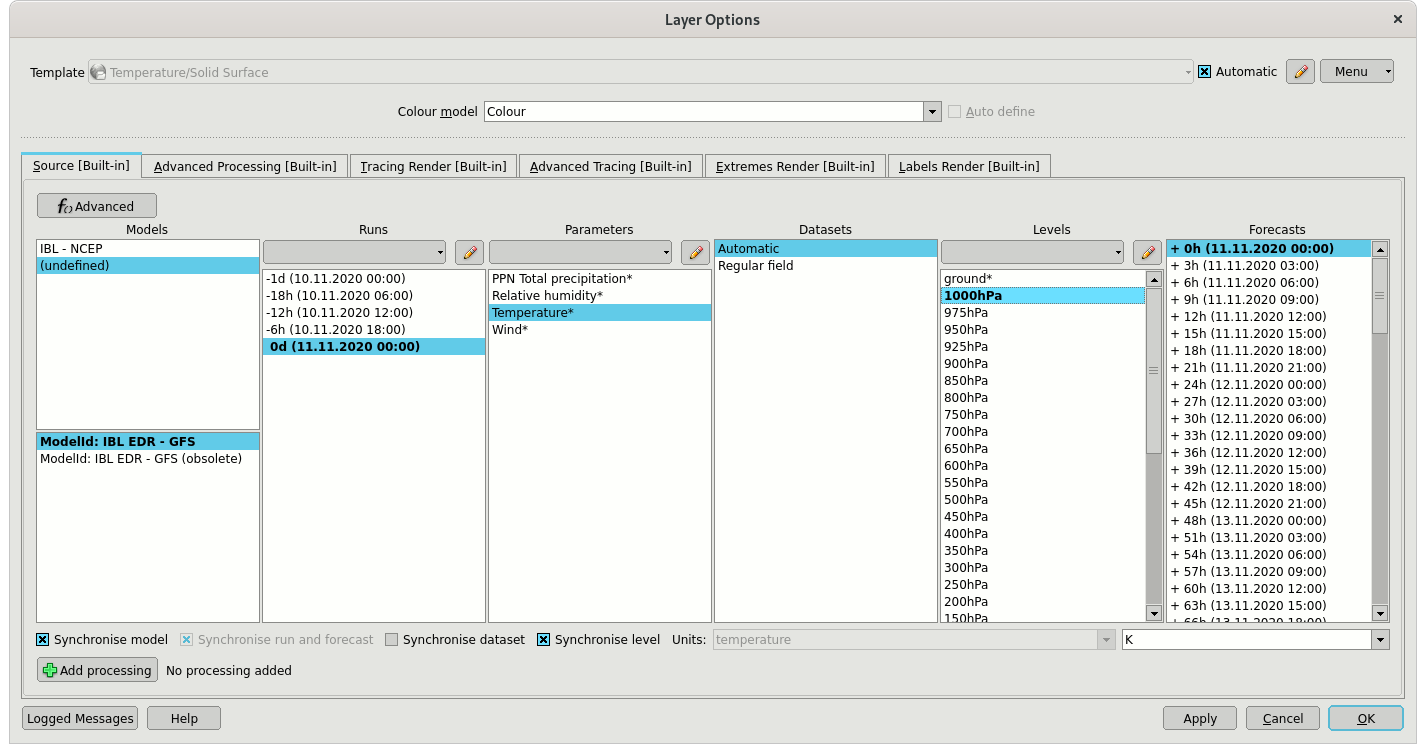 Layer Options
Template Temperature/Solid Surface Automatic Menu
Colour model Colour Auto define
Source [Built-in] Advanced Processing [Built-in] Tracing Render [Built-in] Advanced Tracing [Built-in] Extremes Render [Built-in] Labels Render [Built-in]
f() Advanced
Models
IBL - NCEP
(undefined)
ModelId: IBL EDR - GFS
ModelId: IBL EDR - GFS (obsolete)
Runs
-1d (10.11.2020 00:00)
-18h (10.11.2020 06:00)
-12h (10.11.2020 12:00)
-6h (10.11.2020 18:00)
0d (11.11.2020 00:00)
Parameters
PPN Total precipitation*
Relative humidity*
Temperature*
Wind*
Datasets
Automatic
Regular field
Levels
ground*
1000hPa
975hPa
950hPa
925hPa
900hPa
850hPa
800hPa
750hPa
700hPa
650hPa
600hPa
550hPa
500hPa
450hPa
400hPa
350hPa
300hPa
250hPa
200hPa
150hPa
Forecasts
+ 0h (11.11.2020 00:00)
+ 3h (11.11.2020 03:00)
+ 6h (11.11.2020 06:00)
+ 9h (11.11.2020 09:00)
+ 12h (11.11.2020 12:00)
+ 15h (11.11.2020 15:00)
+ 18h (11.11.2020 18:00)
+ 21h (11.11.2020 21:00)
+ 24h (12.11.2020 00:00)
+ 27h (12.11.2020 03:00)
+ 30h (12.11.2020 06:00)
+ 33h (12.11.2020 09:00)
+ 36h (12.11.2020 12:00)
+ 39h (12.11.2020 15:00)
+ 42h (12.11.2020 18:00)
+ 45h (12.11.2020 21:00)
+ 48h (13.11.2020 00:00)
+ 51h (13.11.2020 03:00)
+ 54h (13.11.2020 06:00)
+ 57h (13.11.2020 09:00)
+ 60h (13.11.2020 12:00)
+ 63h (13.11.2020 15:00)
+ 66h (13.11.2020 18:00)
Synchronise model Synchronise run and forecast Synchronise dataset Synchronise level Units: temperature K
Add processing No processing added
Logged Messages Help Apply Cancel OK